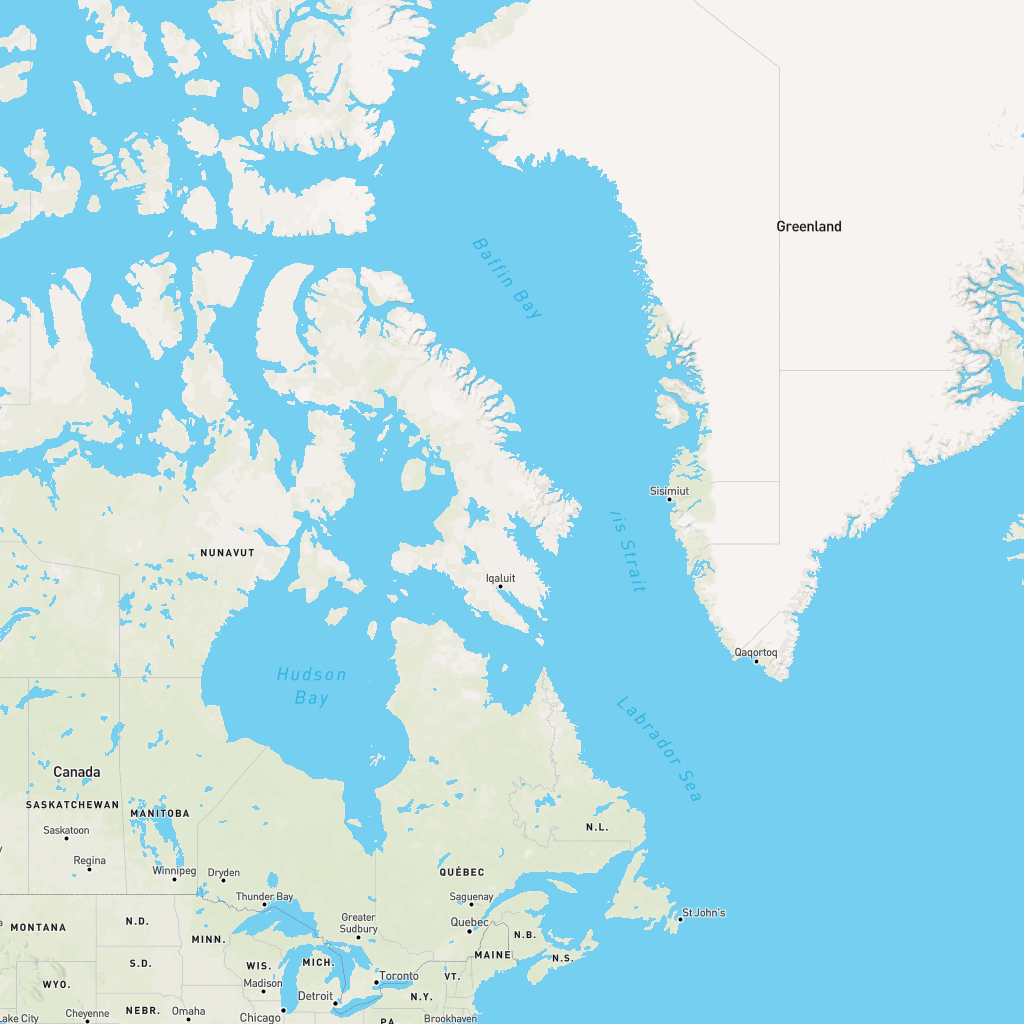 Greenland
Baffin Bay
Sisimiut
vis Strait
NUNAVUT
Iqaluit
Qaqortoq
Hudson
Bay
Labrador Sea
Canada
SASKATCHEWAN
MANITOBA
N.L.
Saskatoon
Regina
Winnipeg
Dryden
QUÉBEC
Thunder Bay
Saguenay
St John's
Greater
Sudbury
Quebec
MONTANA
N.D.
MINN.
N.B.
MAINE
N.S.
S.D.
WIS.
MICH.
Toronto
VT.
WYO.
Madison
Detroit
N.Y.
NEBR.
Omaha
Cheyenne
Lake City
Chicago
PA.
Brookhaven